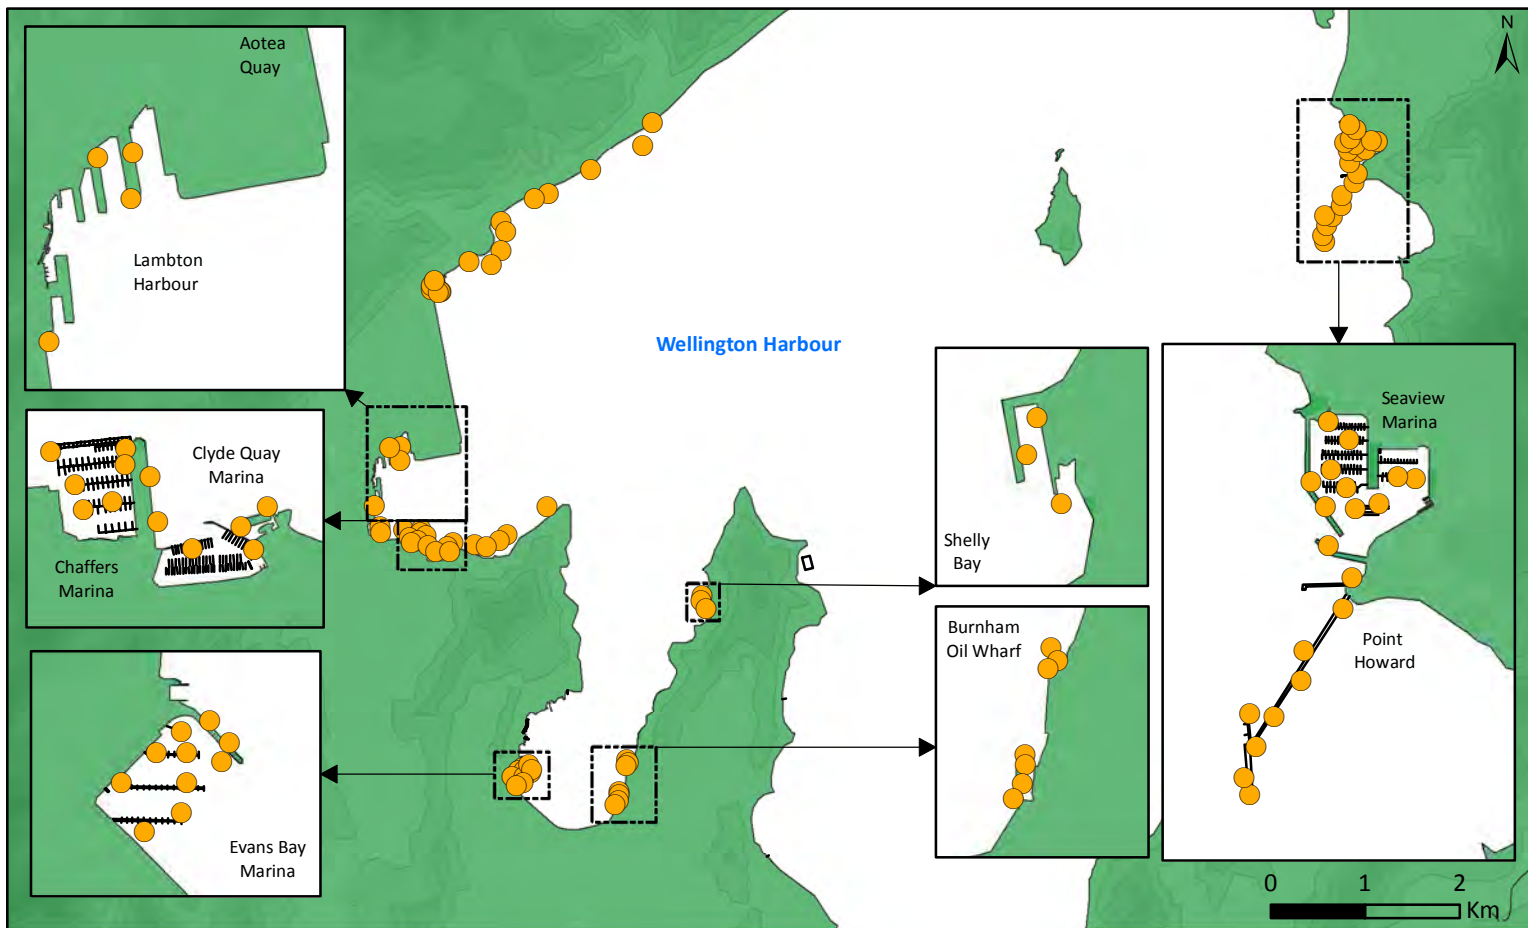 Aotea
Quay
N
Lambton
Harbour
Wellington Harbour
Seaview
Marina
Clyde Quay
Marina
Chaffers
Marina
Shelly
Bay
Burnham
Oil Wharf
Point
Howard
Evans Bay
Marina
0 1 2
Km